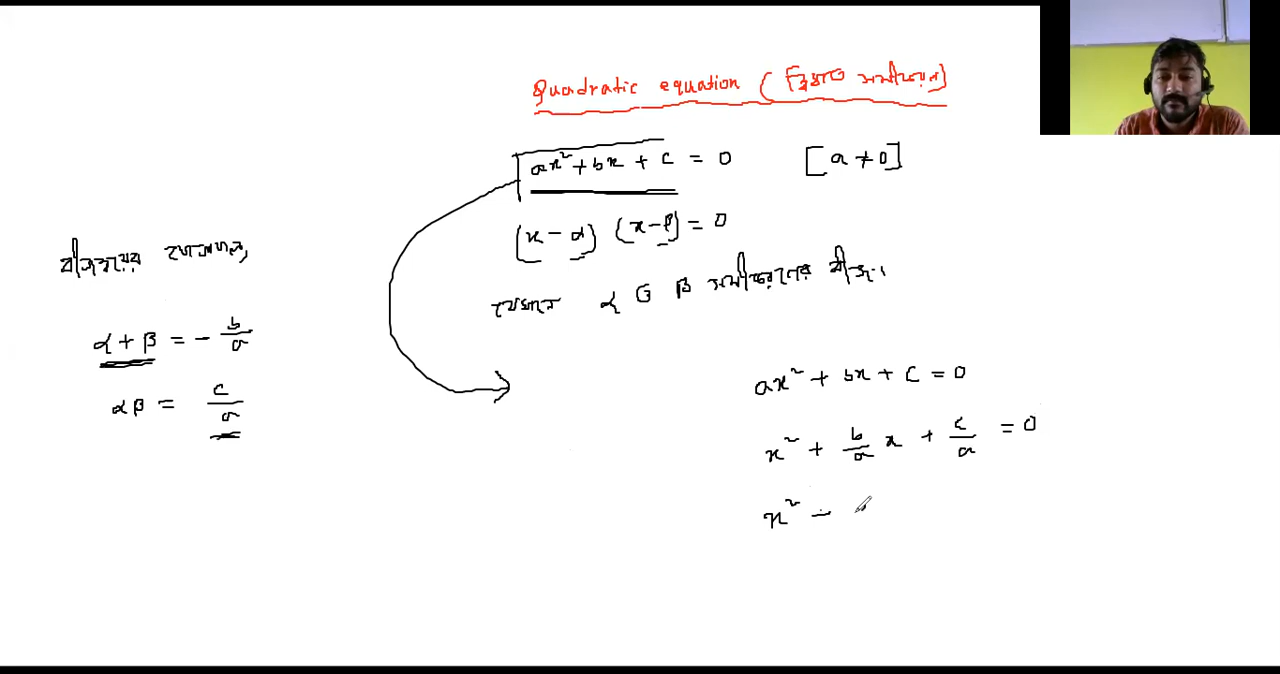 Quadratic equation (দ্বিঘাত সমীকরণ)
ax² + bx + c = 0 [a ≠ 0]
(x - α) (x - β) = 0
যেখানে α ও β সমীকরণের বীজ।
বীজদ্বয়ের যোগফল,
α + β = - b/a
αβ = c/a
ax² + bx + c = 0
x² + b/a x + c/a = 0
x² -